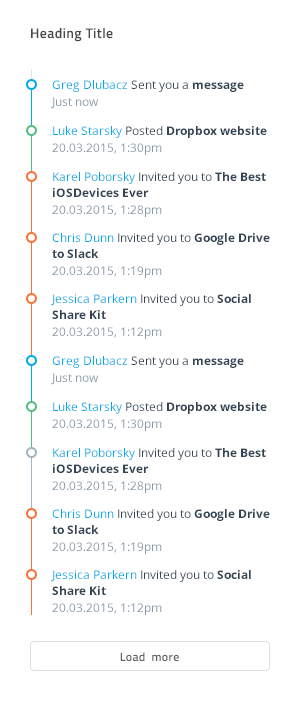 Heading Title
Greg Dlubacz Sent you a message
Just now
Luke Starsky Posted Dropbox website
20.03.2015, 1:30pm
Karel Poborsky Invited you to The Best
iOSDevices Ever
20.03.2015, 1:28pm
Chris Dunn Invited you to Google Drive
to Slack
20.03.2015, 1:19pm
Jessica Parkern Invited you to Social
Share Kit
20.03.2015, 1:12pm
Greg Dlubacz Sent you a message
Just now
Luke Starsky Posted Dropbox website
20.03.2015, 1:30pm
Karel Poborsky Invited you to The Best
iOSDevices Ever
20.03.2015, 1:28pm
Chris Dunn Invited you to Google Drive
to Slack
20.03.2015, 1:19pm
Jessica Parkern Invited you to Social
Share Kit
20.03.2015, 1:12pm
Load more